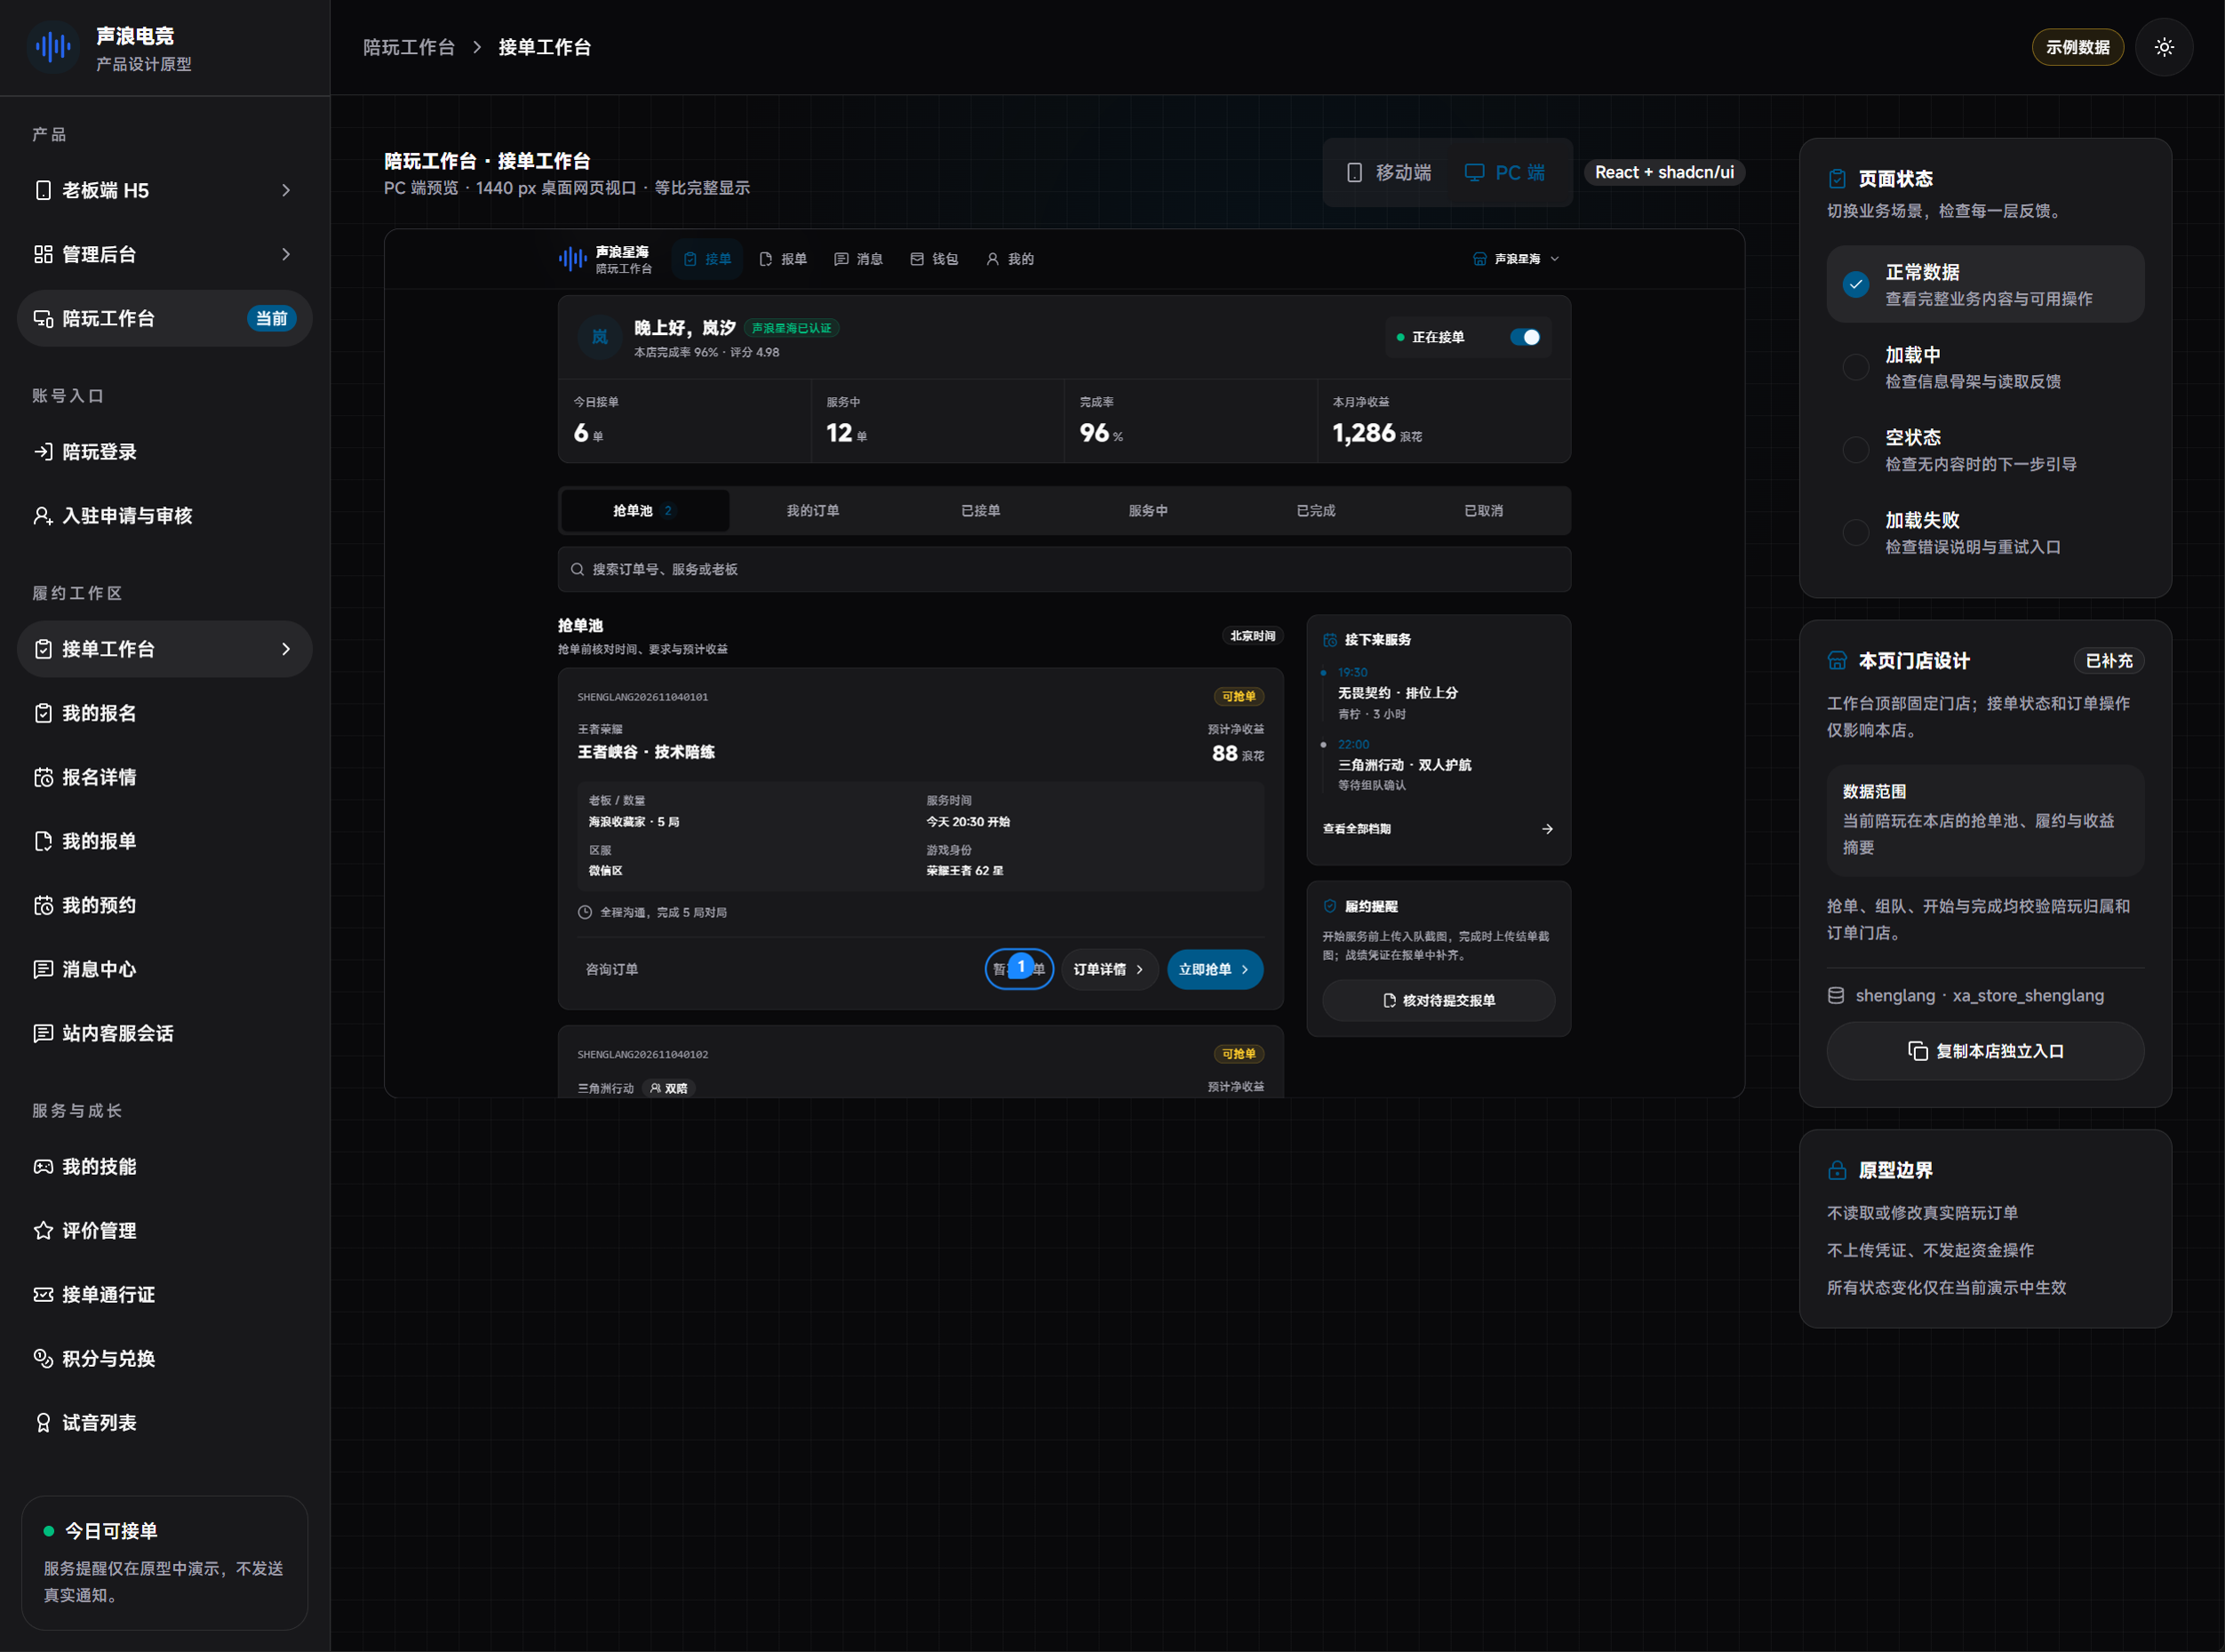 声浪电竞
产品设计原型
产品
老板端 H5
管理后台
陪玩工作台
当前
账号入口
陪玩登录
入驻申请与审核
履约工作区
接单工作台
我的报名
报名详情
我的报单
我的预约
消息中心
站内客服会话
服务与成长
我的技能
评价管理
接单通行证
积分与兑换
试音列表
今日可接单
服务提醒仅在原型中演示，不发送
真实通知。
陪玩工作台
接单工作台
示例数据
陪玩工作台 · 接单工作台
PC 端预览 · 1440 px 桌面网页视口 · 等比完整显示
移动端
PC 端
React + shadcn/ui
声浪星海
陪玩工作台
接单
报单
消息
钱包
我的
声浪星海
岚
晚上好，岚汐
声浪星海已认证
本店完成率 96% · 评分 4.98
正在接单
今日接单
6 单
服务中
12 单
完成率
96 %
本月净收益
1,286 浪花
抢单池 2
我的订单
已接单
服务中
已完成
已取消
搜索订单号、服务或老板
抢单池
抢单前核对时间、要求与预计收益
北京时间
SHENGLANG202611040101
可抢单
王者荣耀
王者峡谷 · 技术陪练
预计净收益
88 浪花
老板 / 数量
海浪收藏家 · 5 局
服务时间
今天 20:30 开始
区服
微信区
游戏身份
荣耀王者 62 星
全程沟通，完成 5 局对局
咨询订单
暂
1
单
订单详情
立即抢单
SHENGLANG202611040102
可抢单
三角洲行动
双陪
预计净收益
接下来服务
19:30
无畏契约 · 排位上分
青柠 · 3 小时
22:00
三角洲行动 · 双人护航
等待组队确认
查看全部档期
履约提醒
开始服务前上传入队截图，完成时上传结单截
图；战绩凭证在报单中补齐。
核对待提交报单
页面状态
切换业务场景，检查每一层反馈。
正常数据
查看完整业务内容与可用操作
加载中
检查信息骨架与读取反馈
空状态
检查无内容时的下一步引导
加载失败
检查错误说明与重试入口
本页门店设计
已补充
工作台顶部固定门店；接单状态和订单操作
仅影响本店。
数据范围
当前陪玩在本店的抢单池、履约与收益
摘要
抢单、组队、开始与完成均校验陪玩归属和
订单门店。
shenglang · xa_store_shenglang
复制本店独立入口
原型边界
不读取或修改真实陪玩订单
不上传凭证、不发起资金操作
所有状态变化仅在当前演示中生效